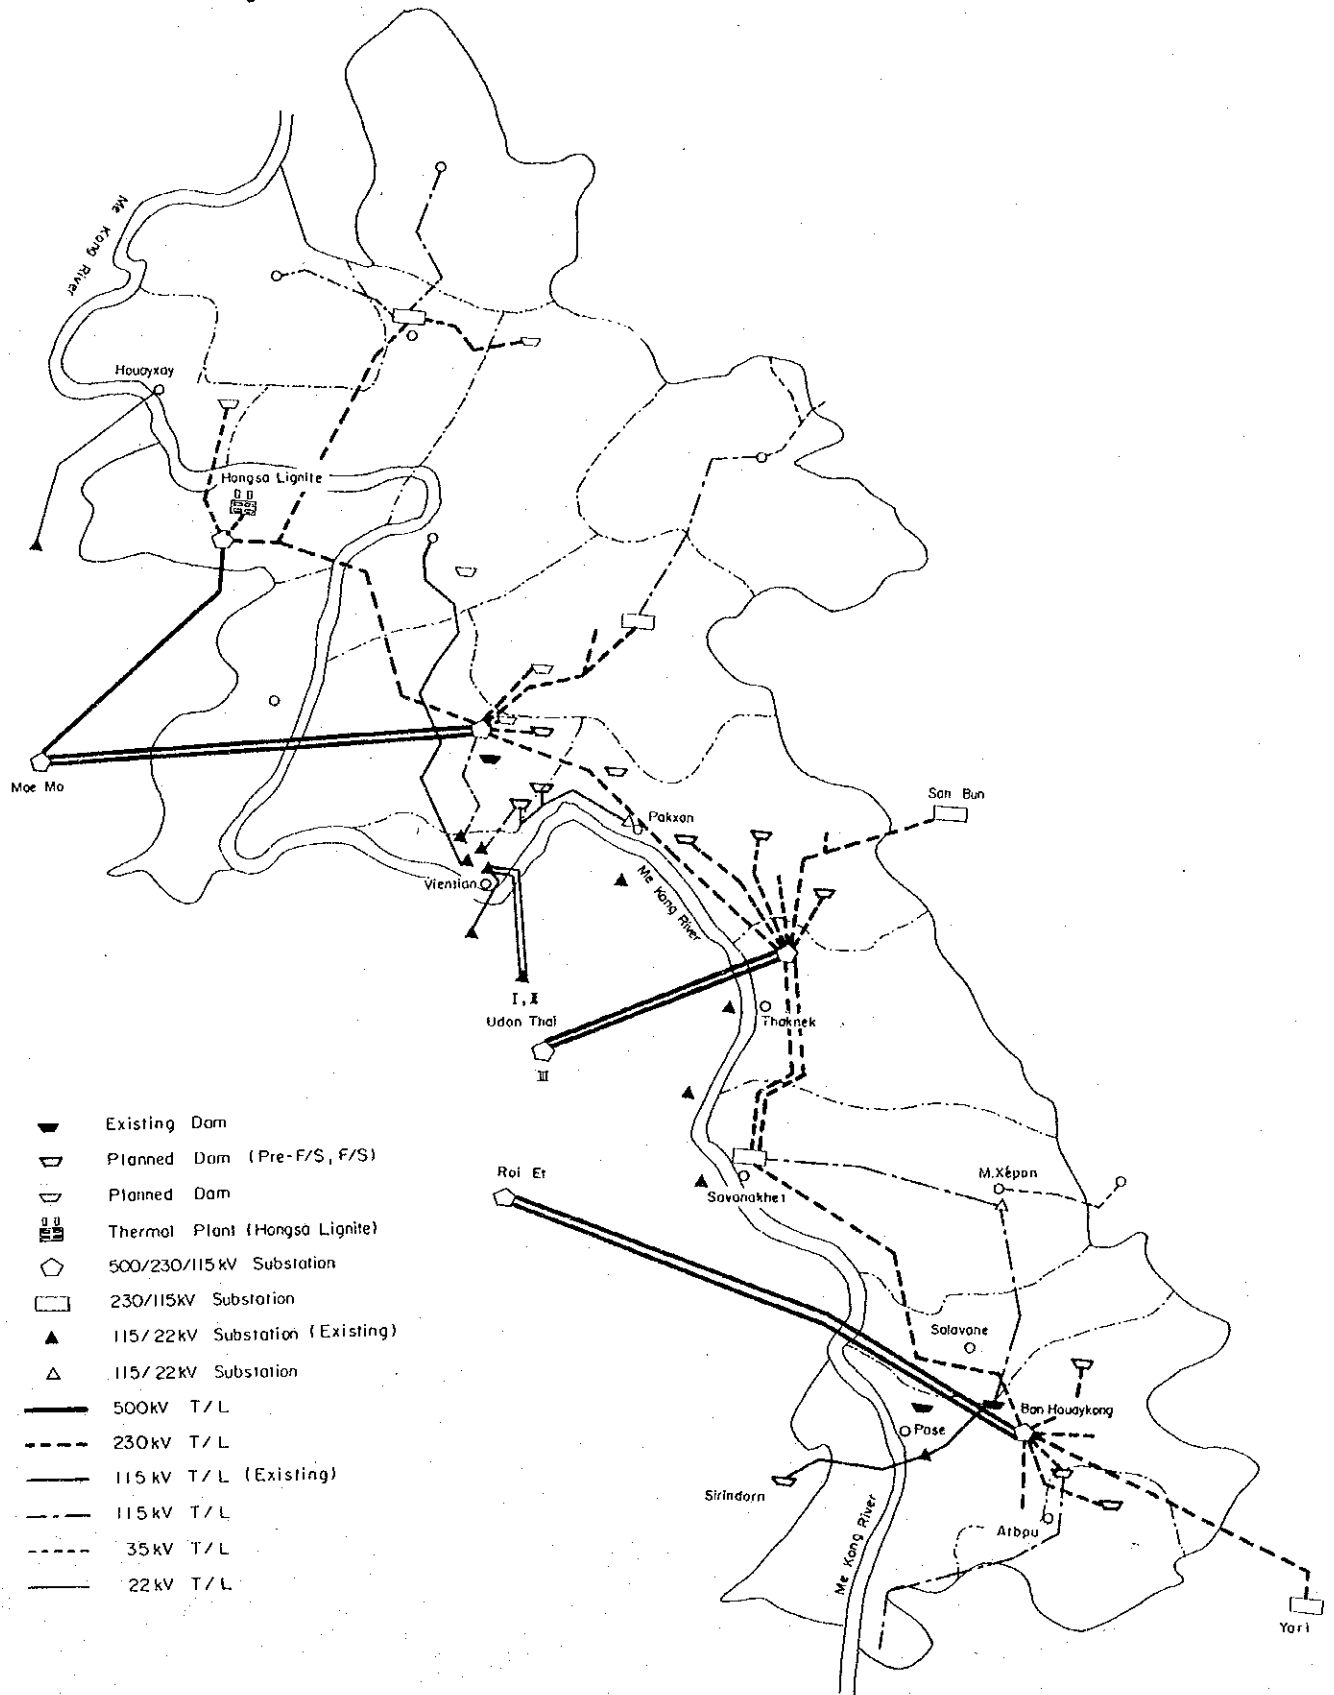 Me Kong River
Houayxay
Hongsa Lignite
Moe Mo
San Bun
Pakxan
Vientian
Me Kong River
I, II
Udon Thai
Thaknek
III
Existing Dam
Planned Dam (Pre-F/S, F/S)
Planned Dam
Thermal Plant (Hongsa Lignite)
500/230/115kV Substation
230/115kV Substation
115/22kV Substation (Existing)
115/22kV Substation
500kV T/L
230kV T/L
115kV T/L (Existing)
115kV T/L
35kV T/L
22kV T/L
Roi Et
Savanakhet
M.Xépon
Salavane
Ban Houaykong
Pase
Sirindorn
Me Kong River
Atbpu
Yari